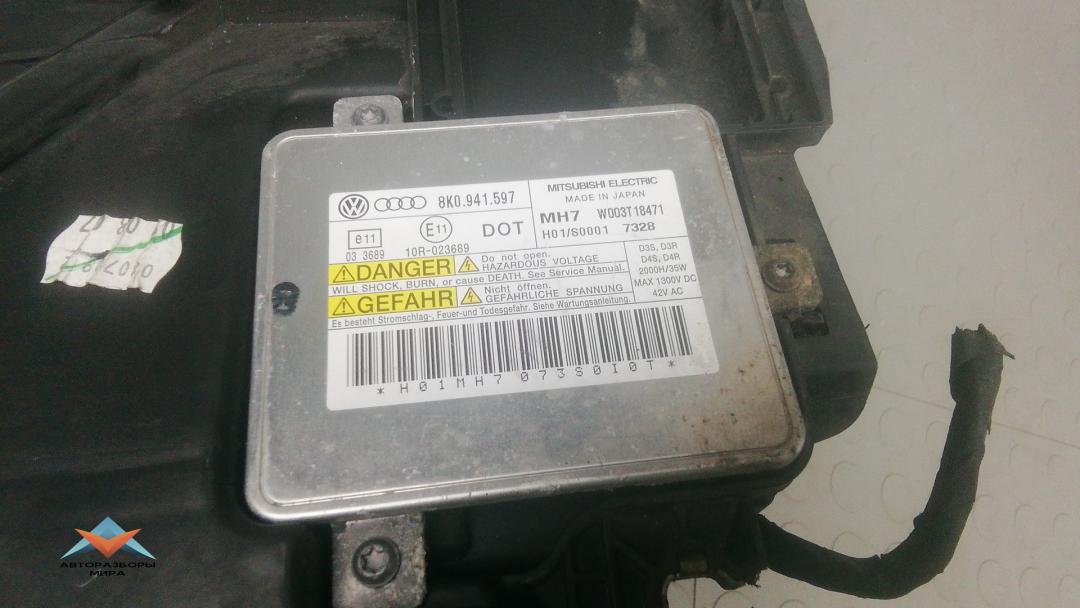 8K0.941.597
MITSUBISHI ELECTRIC
MADE IN JAPAN
MH7 W003T18471
H01/S0001 7328
e11
03 3689
E11
10R-023689
DOT
DANGER
Do not open.
HAZARDOUS VOLTAGE
WILL SHOCK, BURN, or cause DEATH. See Service Manual.
GEFAHR
Nicht öffnen.
GEFÄHRLICHE SPANNUNG
Es besteht Stromschlag-, Feuer-und Todesgefahr. Siehe Wartungsanleitung.
D3S, D3R
D4S, D4R
2000H/35W
MAX 1300V DC
42V AC
*H01MH7073S0I0T*
АВТОРАЗБОРЫ
МИРА